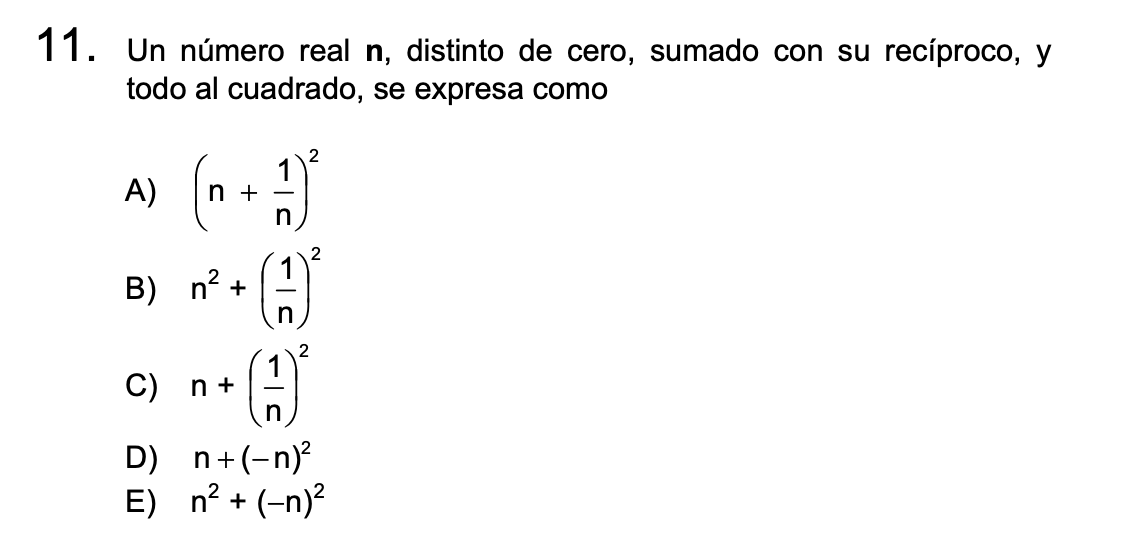 11. Un número real n, distinto de cero, sumado con su recíproco, y
todo al cuadrado, se expresa como
A) (n + 1/n)²
B) n² + (1/n)²
C) n + (1/n)²
D) n + (−n)²
E) n² + (−n)²